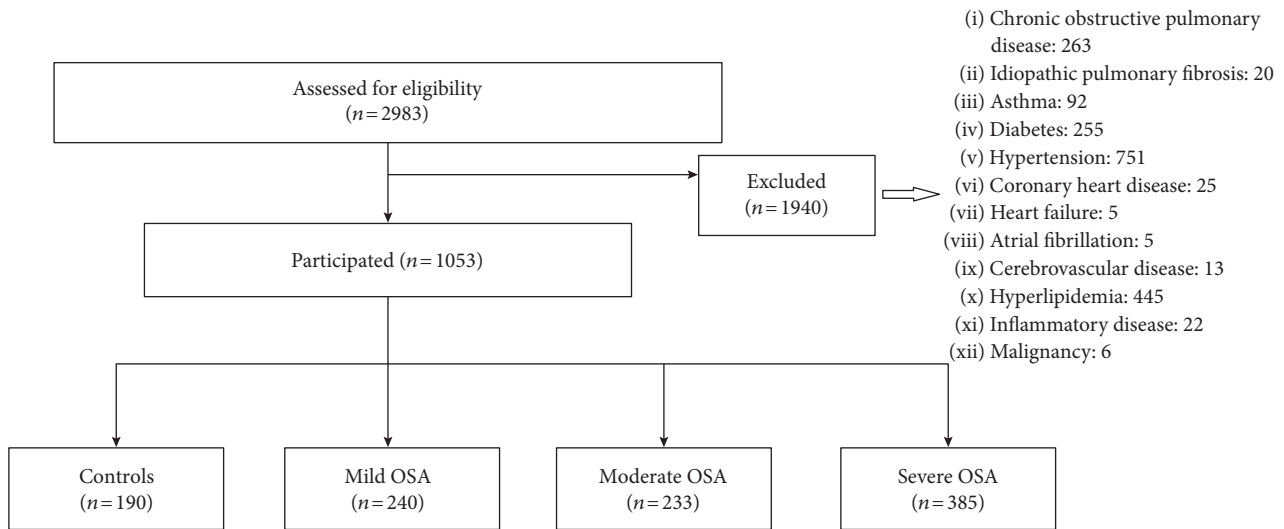 Assessed for eligibility
(n = 2983)
Excluded
(n = 1940)
(i) Chronic obstructive pulmonary
disease: 263
(ii) Idiopathic pulmonary fibrosis: 20
(iii) Asthma: 92
(iv) Diabetes: 255
(v) Hypertension: 751
(vi) Coronary heart disease: 25
(vii) Heart failure: 5
(viii) Atrial fibrillation: 5
(ix) Cerebrovascular disease: 13
(x) Hyperlipidemia: 445
(xi) Inflammatory disease: 22
(xii) Malignancy: 6
Participated (n = 1053)
Controls
(n = 190)
Mild OSA
(n = 240)
Moderate OSA
(n = 233)
Severe OSA
(n = 385)